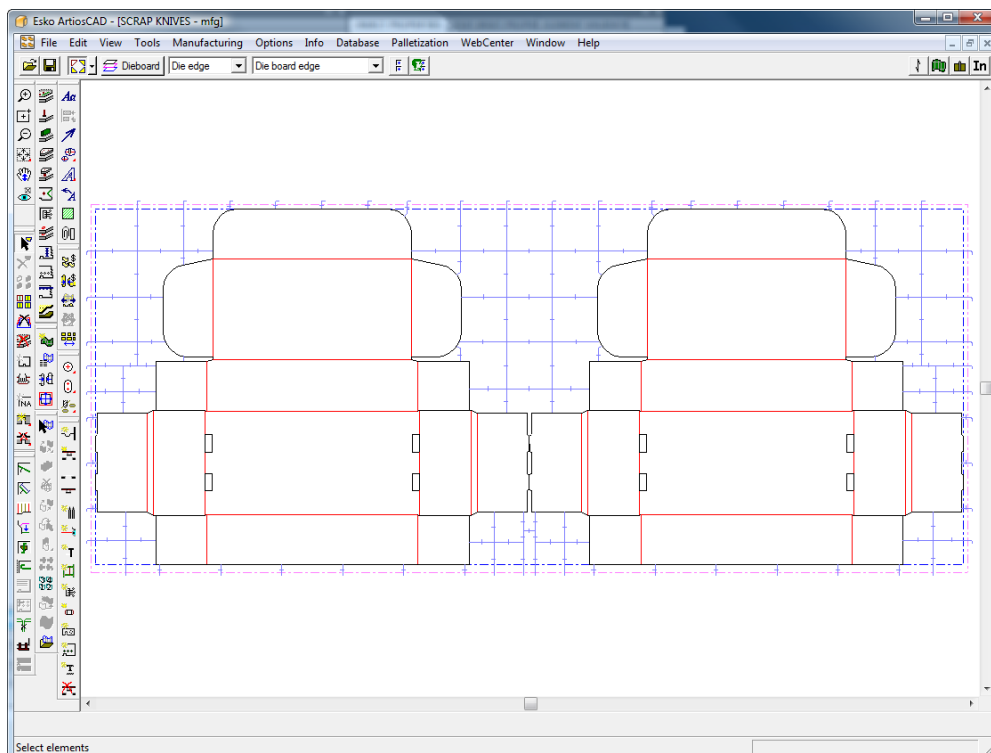 Esko ArtiosCAD - [SCRAP KNIVES - mfg]
File Edit View Tools Manufacturing Options Info Database Palletization WebCenter Window Help
Dieboard Die edge Die board edge In
Select elements